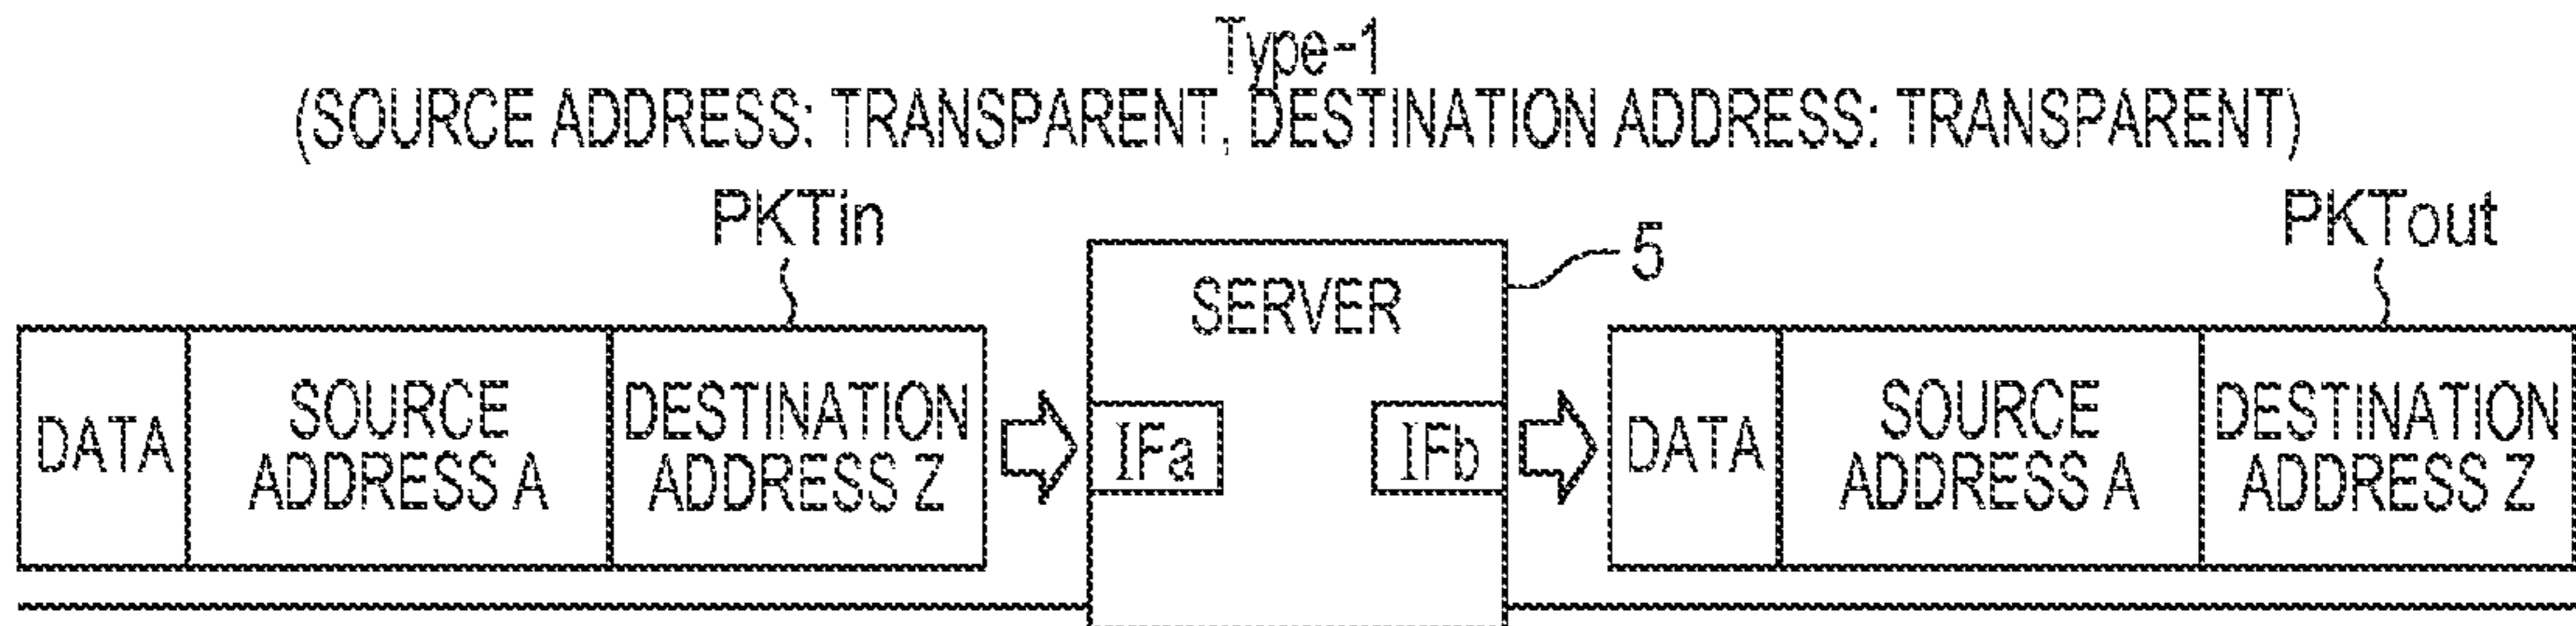 Type-1
(SOURCE ADDRESS: TRANSPARENT, DESTINATION ADDRESS: TRANSPARENT)
PKTin
PKTout
5
SERVER
DATA
SOURCE
ADDRESS A
DESTINATION
ADDRESS Z
IFa
IFb
DATA
SOURCE
ADDRESS A
DESTINATION
ADDRESS Z